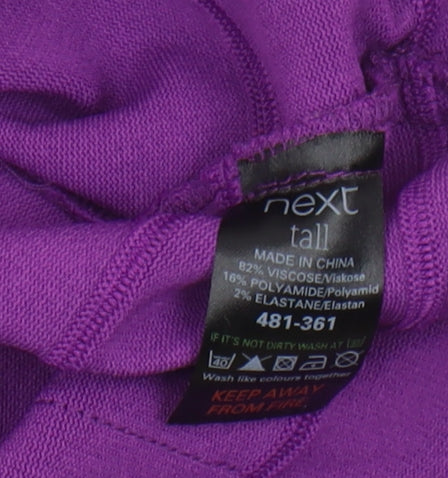 next
tall
MADE IN CHINA
82% VISCOSE/Viskose
16% POLYAMIDE/Polyamid
2% ELASTANE/Elastan
481-361
IF IT'S NOT DIRTY WASH AT 30
40
Wash like colours together
KEEP AWAY
FROM FIRE